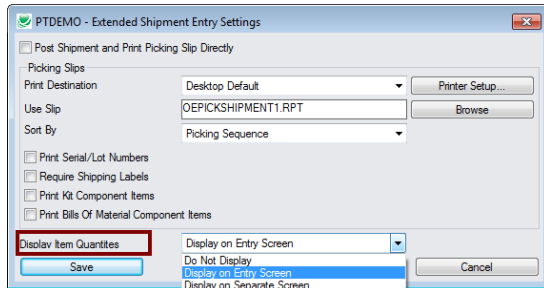 PTDEMO - Extended Shipment Entry Settings
Post Shipment and Print Picking Slip Directly
Picking Slips
Print Destination Desktop Default Printer Setup...
Use Slip OEPICKSHIPMENT1.RPT Browse
Sort By Picking Sequence
Print Serial/Lot Numbers
Require Shipping Labels
Print Kit Component Items
Print Bills Of Material Component Items
Display Item Quantites Display on Entry Screen
Save Do Not Display Cancel
Display on Entry Screen
Display on Separate Screen